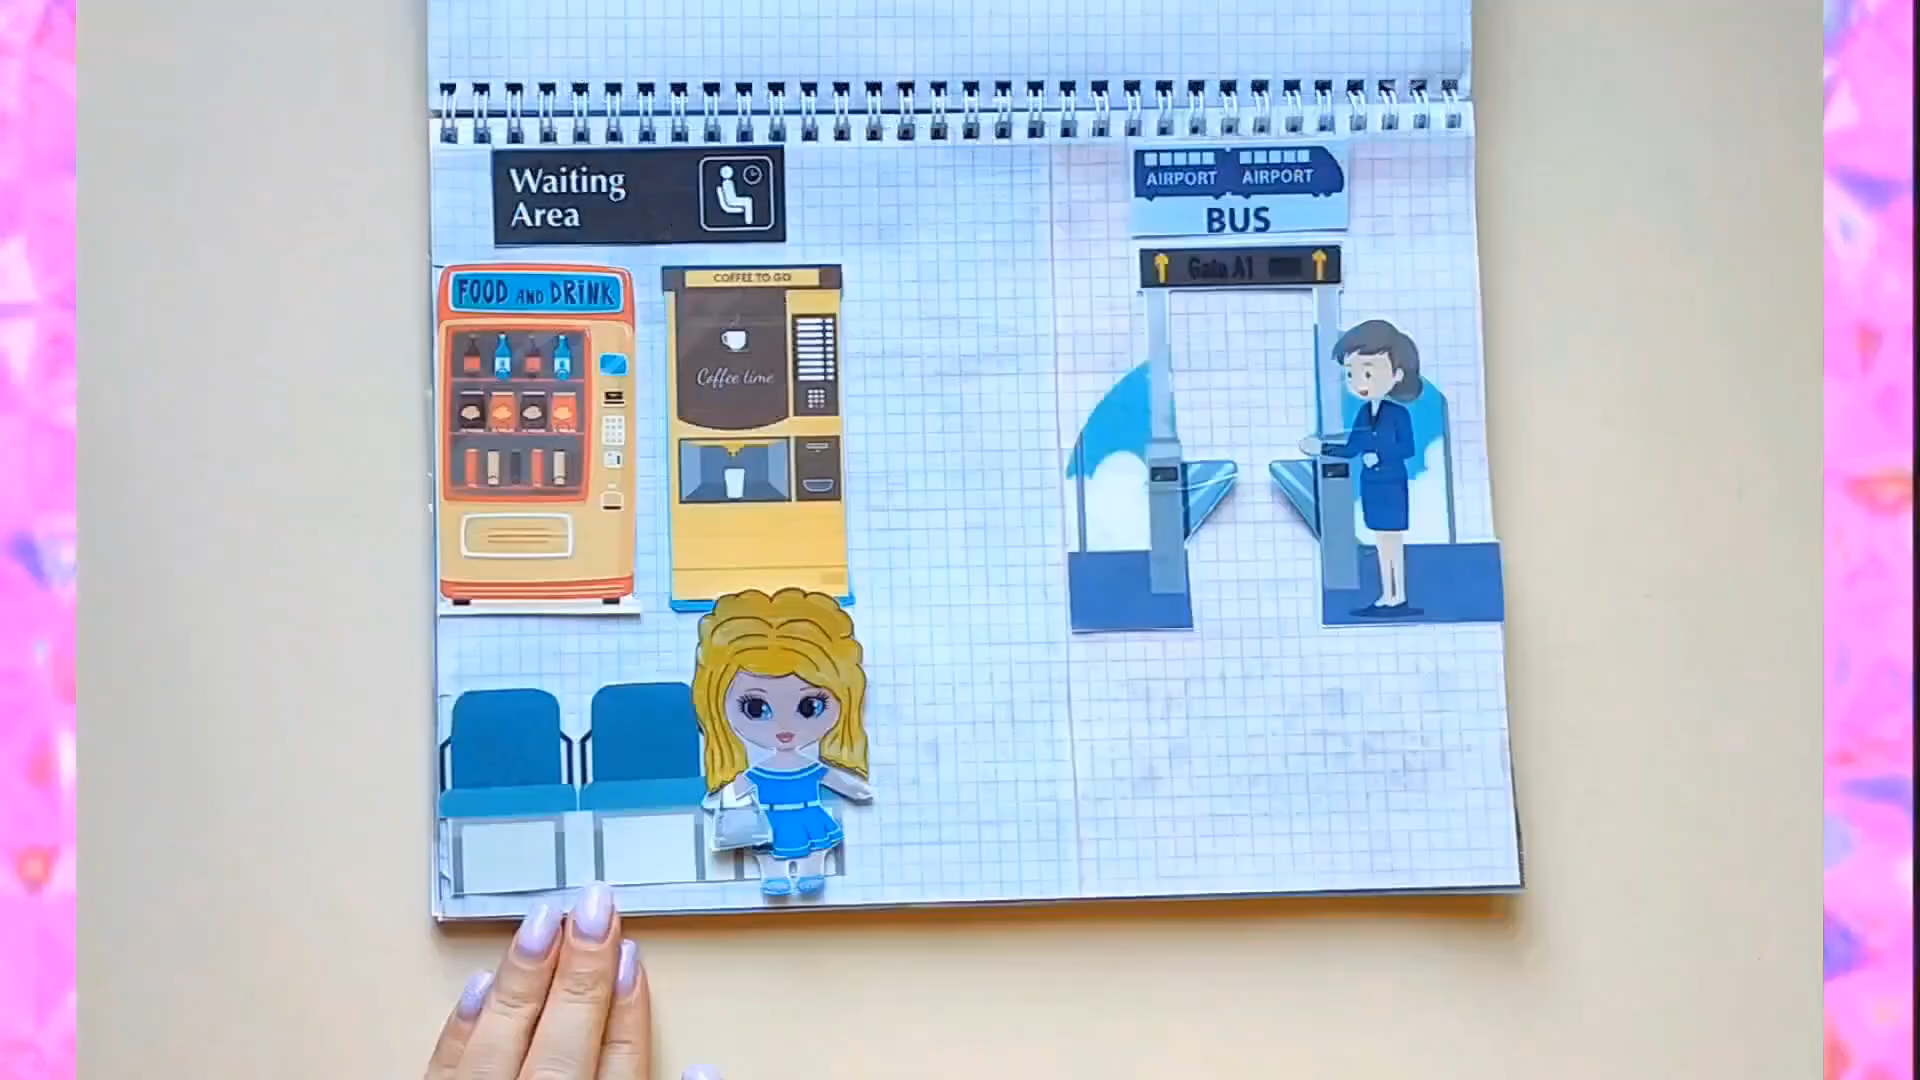 Waiting
Area
AIRPORT AIRPORT
BUS
Gate A1
FOOD AND DRINK
COFFEE TO GO
Coffee time